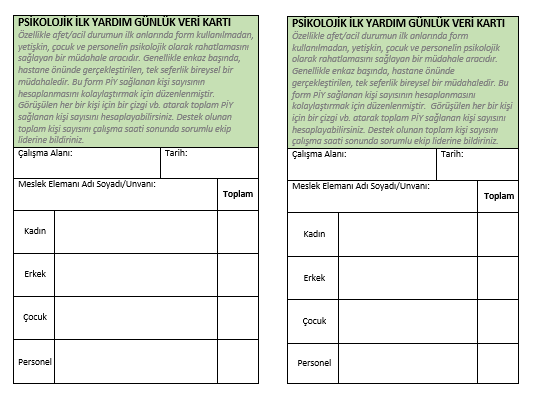 PSİKOLOJİK İLK YARDIM GÜNLÜK VERİ KARTI
Özellikle afet/acil durumun ilk anlarında form kullanılmadan,
yetişkin, çocuk ve personelin psikolojik olarak rahatlamasını
sağlayan bir müdahale aracıdır. Genellikle enkaz başında,
hastane önünde gerçekleştirilen, tek seferlik bireysel bir
müdahaledir. Bu form PİY sağlanan kişi sayısının
hesaplanmasını kolaylaştırmak için düzenlenmiştir.
Görüşülen her bir kişi için bir çizgi vb. atarak toplam PİY
sağlanan kişi sayısını hesaplayabilirsiniz. Destek olunan
toplam kişi sayısını çalışma saati sonunda sorumlu ekip
liderine bildiriniz.
Çalışma Alanı: Tarih:
Meslek Elemanı Adı Soyadı/Unvanı:
Toplam
Kadın
Erkek
Çocuk
Personel
PSİKOLOJİK İLK YARDIM GÜNLÜK VERİ KARTI
Özellikle afet/acil durumun ilk anlarında form
kullanılmadan, yetişkin, çocuk ve personelin psikolojik
olarak rahatlamasını sağlayan bir müdahale aracıdır.
Genellikle enkaz başında, hastane önünde
gerçekleştirilen, tek seferlik bireysel bir müdahaledir. Bu
form PİY sağlanan kişi sayısının hesaplanmasını
kolaylaştırmak için düzenlenmiştir. Görüşülen her bir kişi
için bir çizgi vb. atarak toplam PİY sağlanan kişi sayısını
hesaplayabilirsiniz. Destek olunan toplam kişi sayısını
çalışma saati sonunda sorumlu ekip liderine bildiriniz.
Çalışma Alanı: Tarih:
Meslek Elemanı Adı Soyadı/Unvanı:
Toplam
Kadın
Erkek
Çocuk
Personel